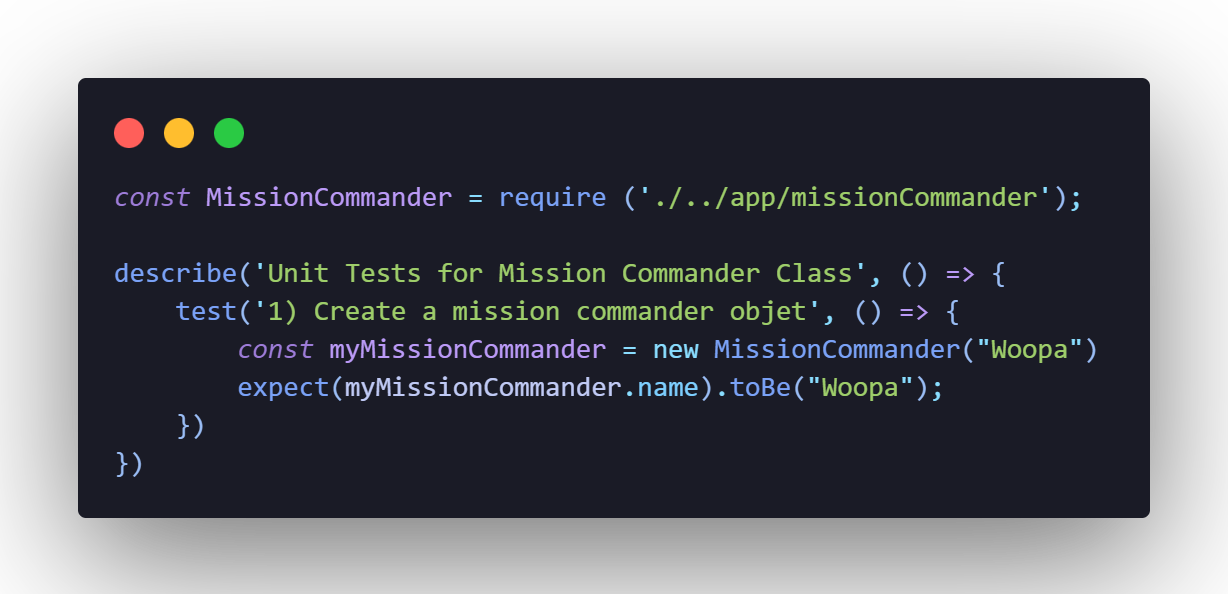 const MissionCommander = require ('./../app/missionCommander');
describe('Unit Tests for Mission Commander Class', () => {
    test('1) Create a mission commander objet', () => {
        const myMissionCommander = new MissionCommander("Woopa")
        expect(myMissionCommander.name).toBe("Woopa");
    })
})